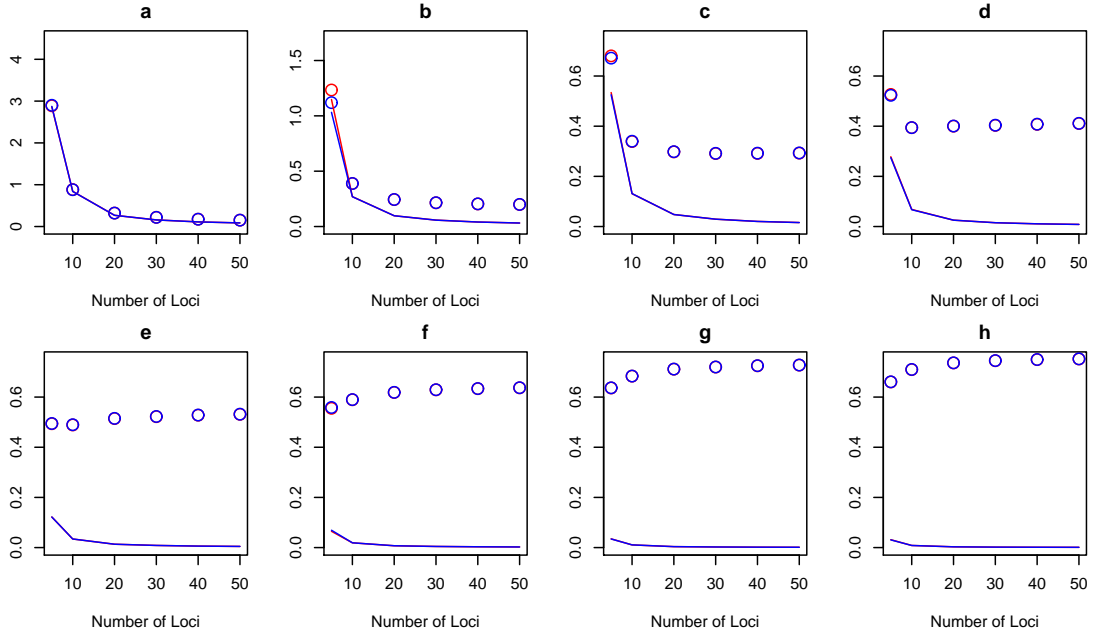 a b c d
4 1.5 0.6 0.6
3 1.0 0.4 0.4
2 0.5 0.2 0.2
1 0.0 0.0 0.0
0
10 20 30 40 50 10 20 30 40 50 10 20 30 40 50 10 20 30 40 50
Number of Loci Number of Loci Number of Loci Number of Loci
e f g h
0.6 0.6 0.6 0.6
0.4 0.4 0.4 0.4
0.2 0.2 0.2 0.2
0.0 0.0 0.0 0.0
10 20 30 40 50 10 20 30 40 50 10 20 30 40 50 10 20 30 40 50
Number of Loci Number of Loci Number of Loci Number of Loci